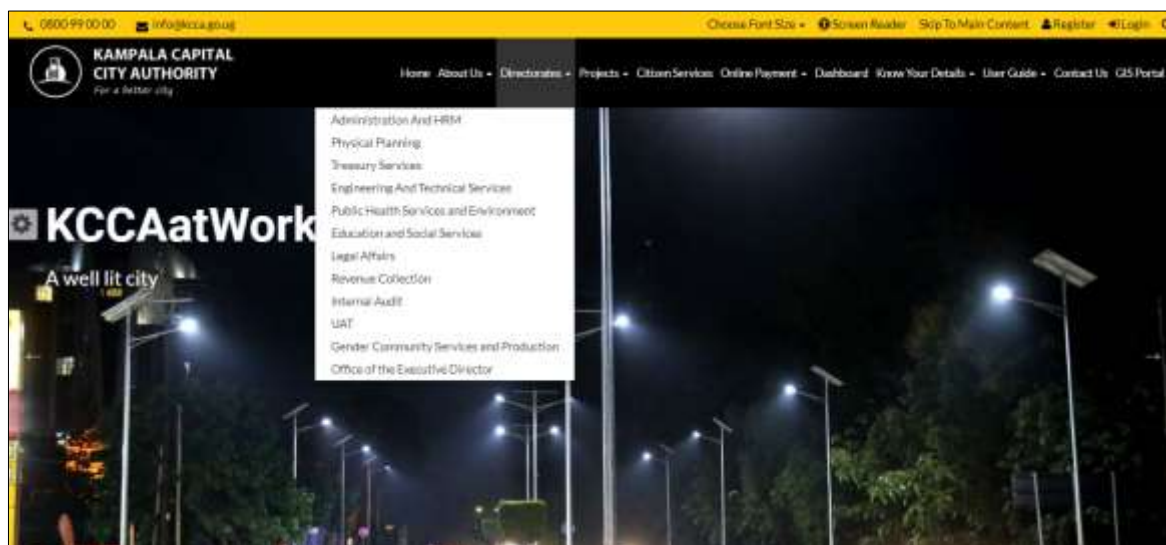 0800 99 00 00 info@kcca.go.ug Choose Font Size Screen Reader Skip To Main Content Register Login
KAMPALA CAPITAL
CITY AUTHORITY
For a better city
Home About Us Directorates Projects Citizen Services Online Payment Dashboard Know Your Details User Guide Contact Us GIS Portal
Administration And HRM
Physical Planning
Treasury Services
Engineering And Technical Services
Public Health Services and Environment
Education and Social Services
Legal Affairs
Revenue Collection
Internal Audit
UAT
Gender Community Services and Production
Office of the Executive Director
KCCAatWork
A well lit city